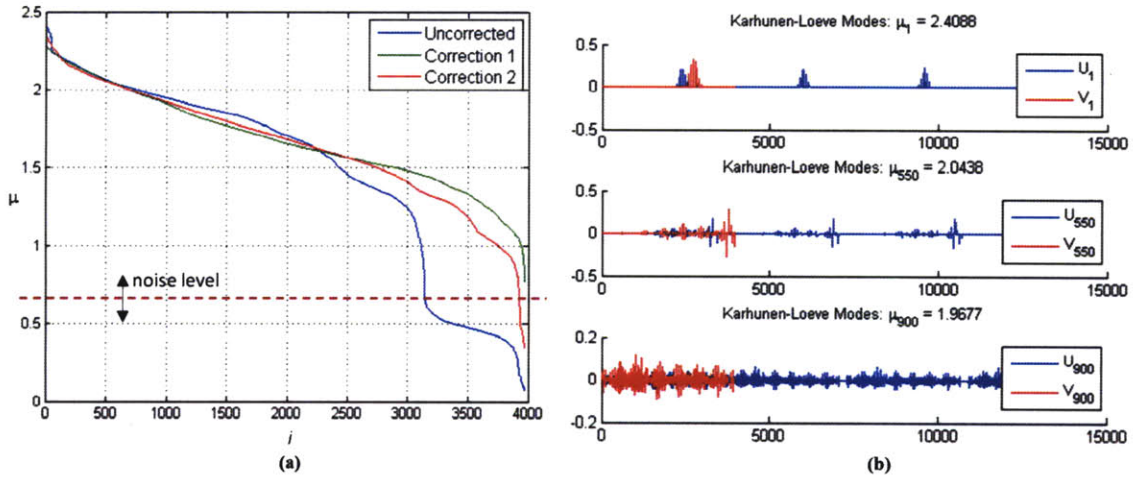 2.5
2
1.5
1
0.5
0
μ
Uncorrected
Correction 1
Correction 2
noise level
0 500 1000 1500 2000 2500 3000 3500 4000
i
(a)
Karhunen-Loeve Modes: μ1 = 2.4088
0.5
0
-0.5
U1
V1
0 5000 10000 15000
Karhunen-Loeve Modes: μ550 = 2.0438
0.5
0
-0.5
U550
V550
0 5000 10000 15000
Karhunen-Loeve Modes: μ900 = 1.9677
0.2
0
-0.2
U900
V900
0 5000 10000 15000
(b)